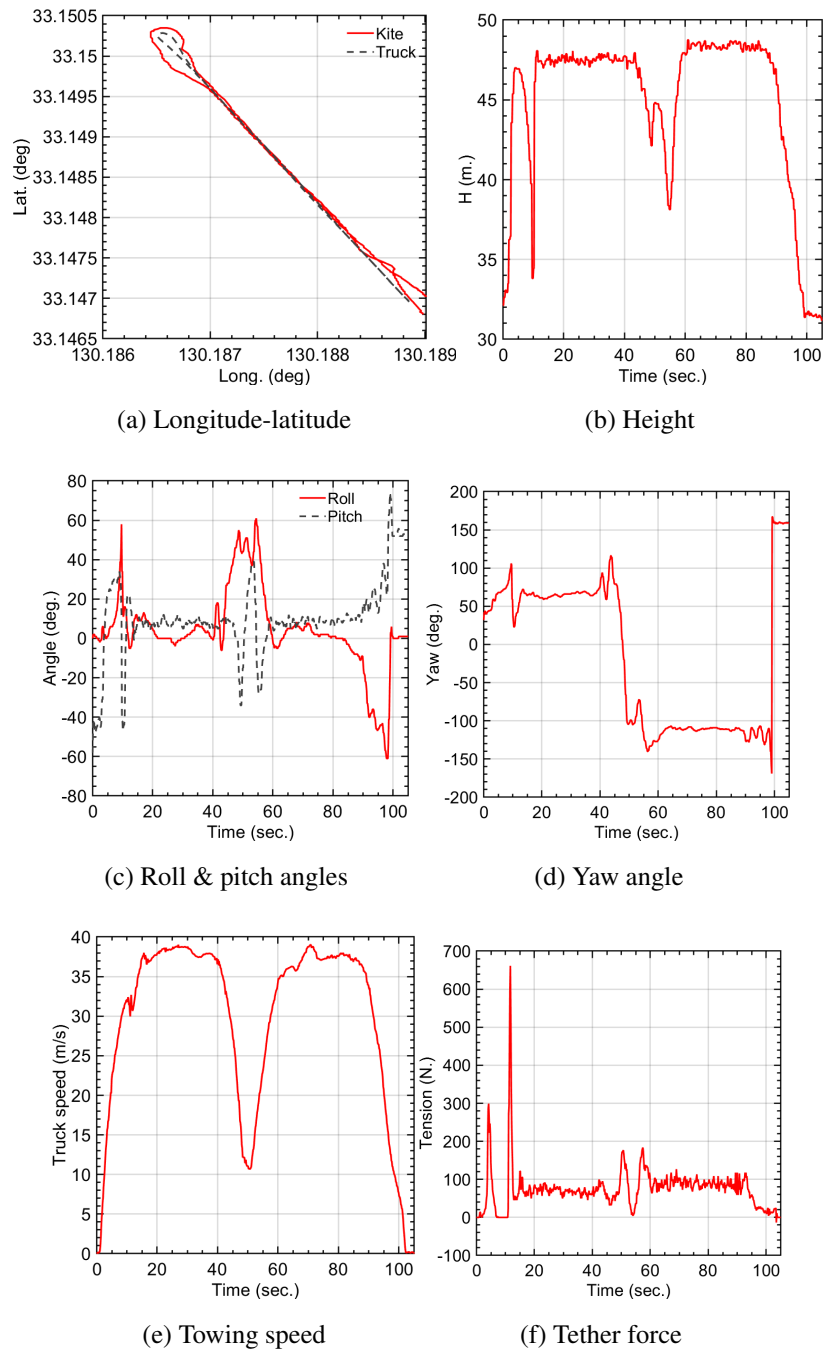 33.1505
33.15
33.1495
33.149
33.1485
33.148
33.1475
33.147
33.1465
Lat. (deg)
Kite
Truck
130.186 130.187 130.188 130.189
Long. (deg)
(a) Longitude-latitude
50
45
40
35
30
H (m.)
0 20 40 60 80 100
Time (sec.)
(b) Height
80
60
40
20
0
-20
-40
-60
-80
Angle (deg.)
Roll
Pitch
0 20 40 60 80 100
Time (sec.)
(c) Roll & pitch angles
200
150
100
50
0
-50
-100
-150
-200
Yaw (deg.)
0 20 40 60 80 100
Time (sec.)
(d) Yaw angle
40
35
30
25
20
15
10
5
0
Truck speed (m/s)
0 20 40 60 80 100
Time (sec.)
(e) Towing speed
700
600
500
400
300
200
100
0
-100
Tension (N.)
0 20 40 60 80 100
Time (sec.)
(f) Tether force